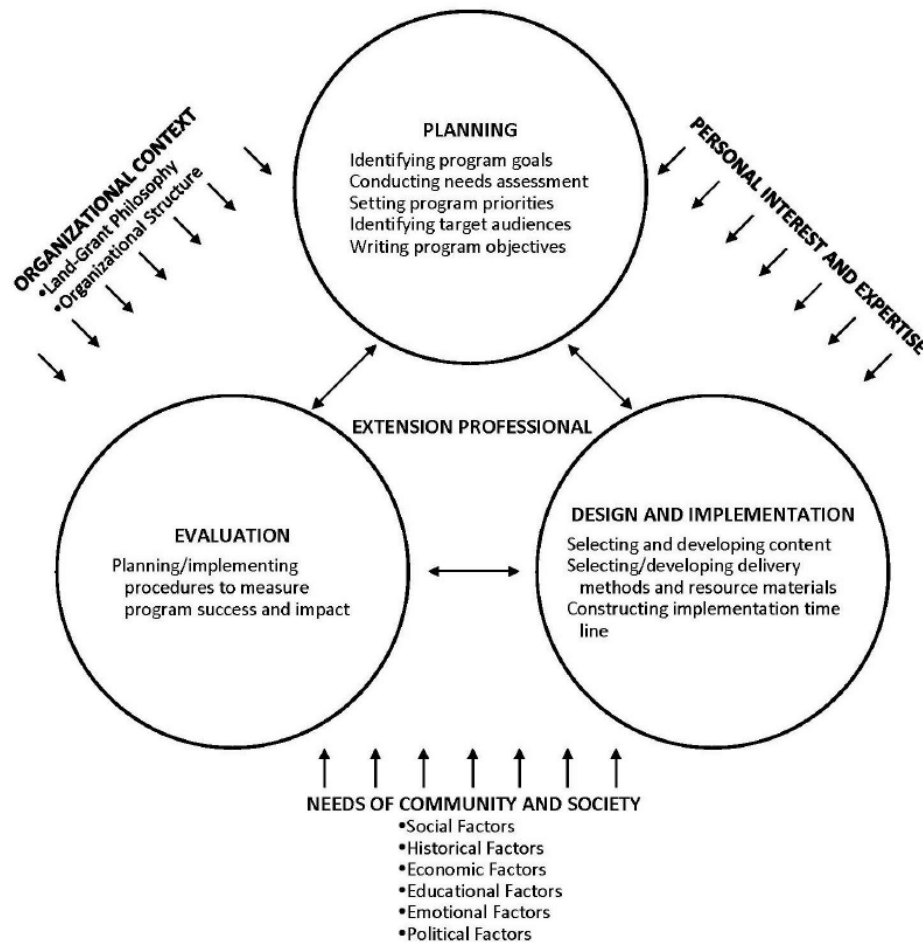 PLANNING
Identifying program goals
Conducting needs assessment
Setting program priorities
Identifying target audiences
Writing program objectives
ORGANIZATIONAL CONTEXT
•Land-Grant Philosophy
•Organizational Structure
PERSONAL INTEREST AND EXPERTISE
EXTENSION PROFESSIONAL
EVALUATION
Planning/implementing
procedures to measure
program success and impact
DESIGN AND IMPLEMENTATION
Selecting and developing content
Selecting/developing delivery
methods and resource materials
Constructing implementation time
line
NEEDS OF COMMUNITY AND SOCIETY
•Social Factors
•Historical Factors
•Economic Factors
•Educational Factors
•Emotional Factors
•Political Factors